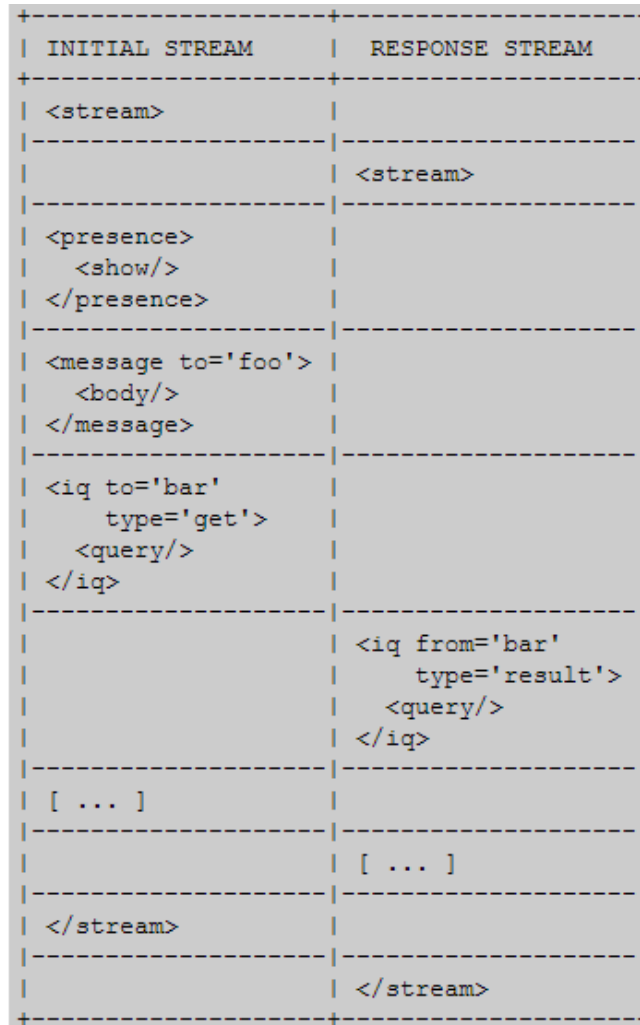 +--------------------+--------------------
| INITIAL STREAM     |  RESPONSE STREAM
+--------------------+--------------------
| <stream>           |
|--------------------|--------------------
|                    | <stream>
|--------------------|--------------------
| <presence>         |
|   <show/>          |
| </presence>        |
|--------------------|--------------------
| <message to='foo'> |
|   <body/>          |
| </message>         |
|--------------------|--------------------
| <iq to='bar'       |
|     type='get'>    |
|   <query/>         |
| </iq>              |
|--------------------|--------------------
|                    | <iq from='bar'
|                    |     type='result'>
|                    |   <query/>
|                    | </iq>
|--------------------|--------------------
| [ ... ]            |
|--------------------|--------------------
|                    | [ ... ]
|--------------------|--------------------
| </stream>          |
|--------------------|--------------------
|                    | </stream>
+--------------------+--------------------